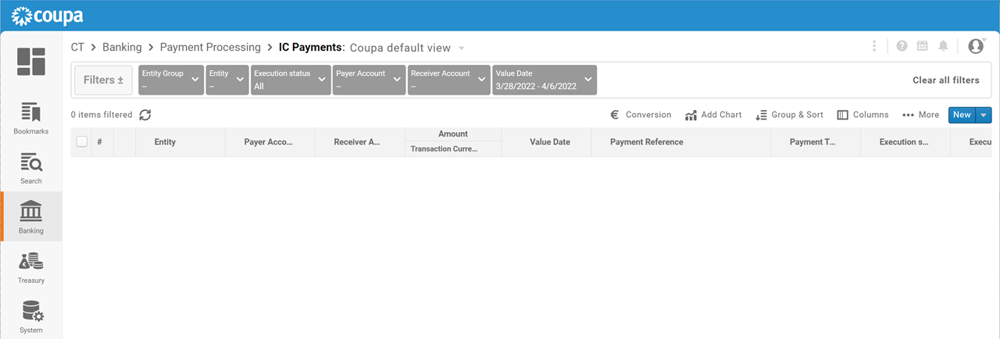 coupa
CT > Banking > Payment Processing > IC Payments: Coupa default view
Filters ±
Entity Group
–
Entity
–
Execution status
All
Payer Account
–
Receiver Account
–
Value Date
3/28/2022 - 4/6/2022
Clear all filters
0 items filtered
€ Conversion
Add Chart
Group & Sort
Columns
More
New
#
Entity
Payer Acco...
Receiver A...
Amount
Transaction Curre...
Value Date
Payment Reference
Payment T...
Execution s...
Execu
Bookmarks
Search
Banking
Treasury
System